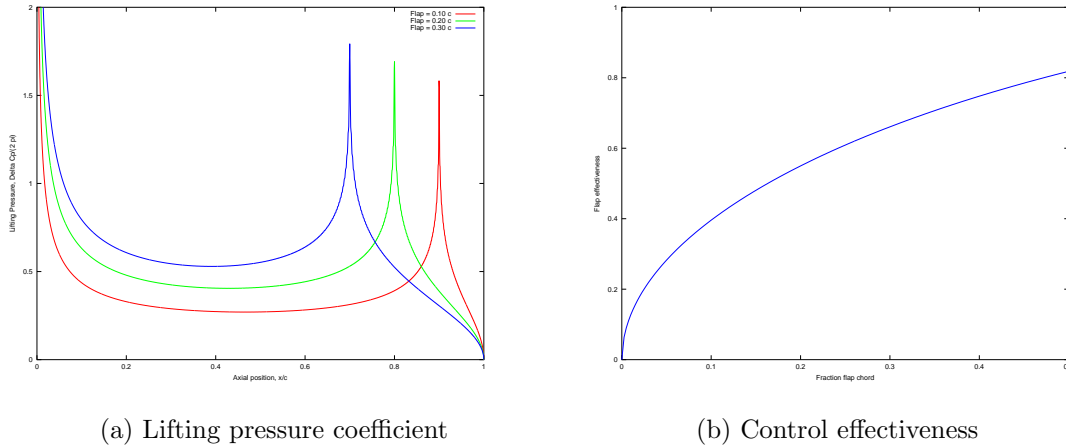 2
1.5
1
0.5
0
0
0.2
0.4
0.6
0.8
1
Lifting Pressure, Delta Cp/(2 pi)
Axial position, x/c
Flap = 0.10 c
Flap = 0.20 c
Flap = 0.30 c
(a) Lifting pressure coefficient
1
0.8
0.6
0.4
0.2
0
0
0.1
0.2
0.3
0.4
0.5
Flap effectiveness
Fraction flap chord
(b) Control effectiveness